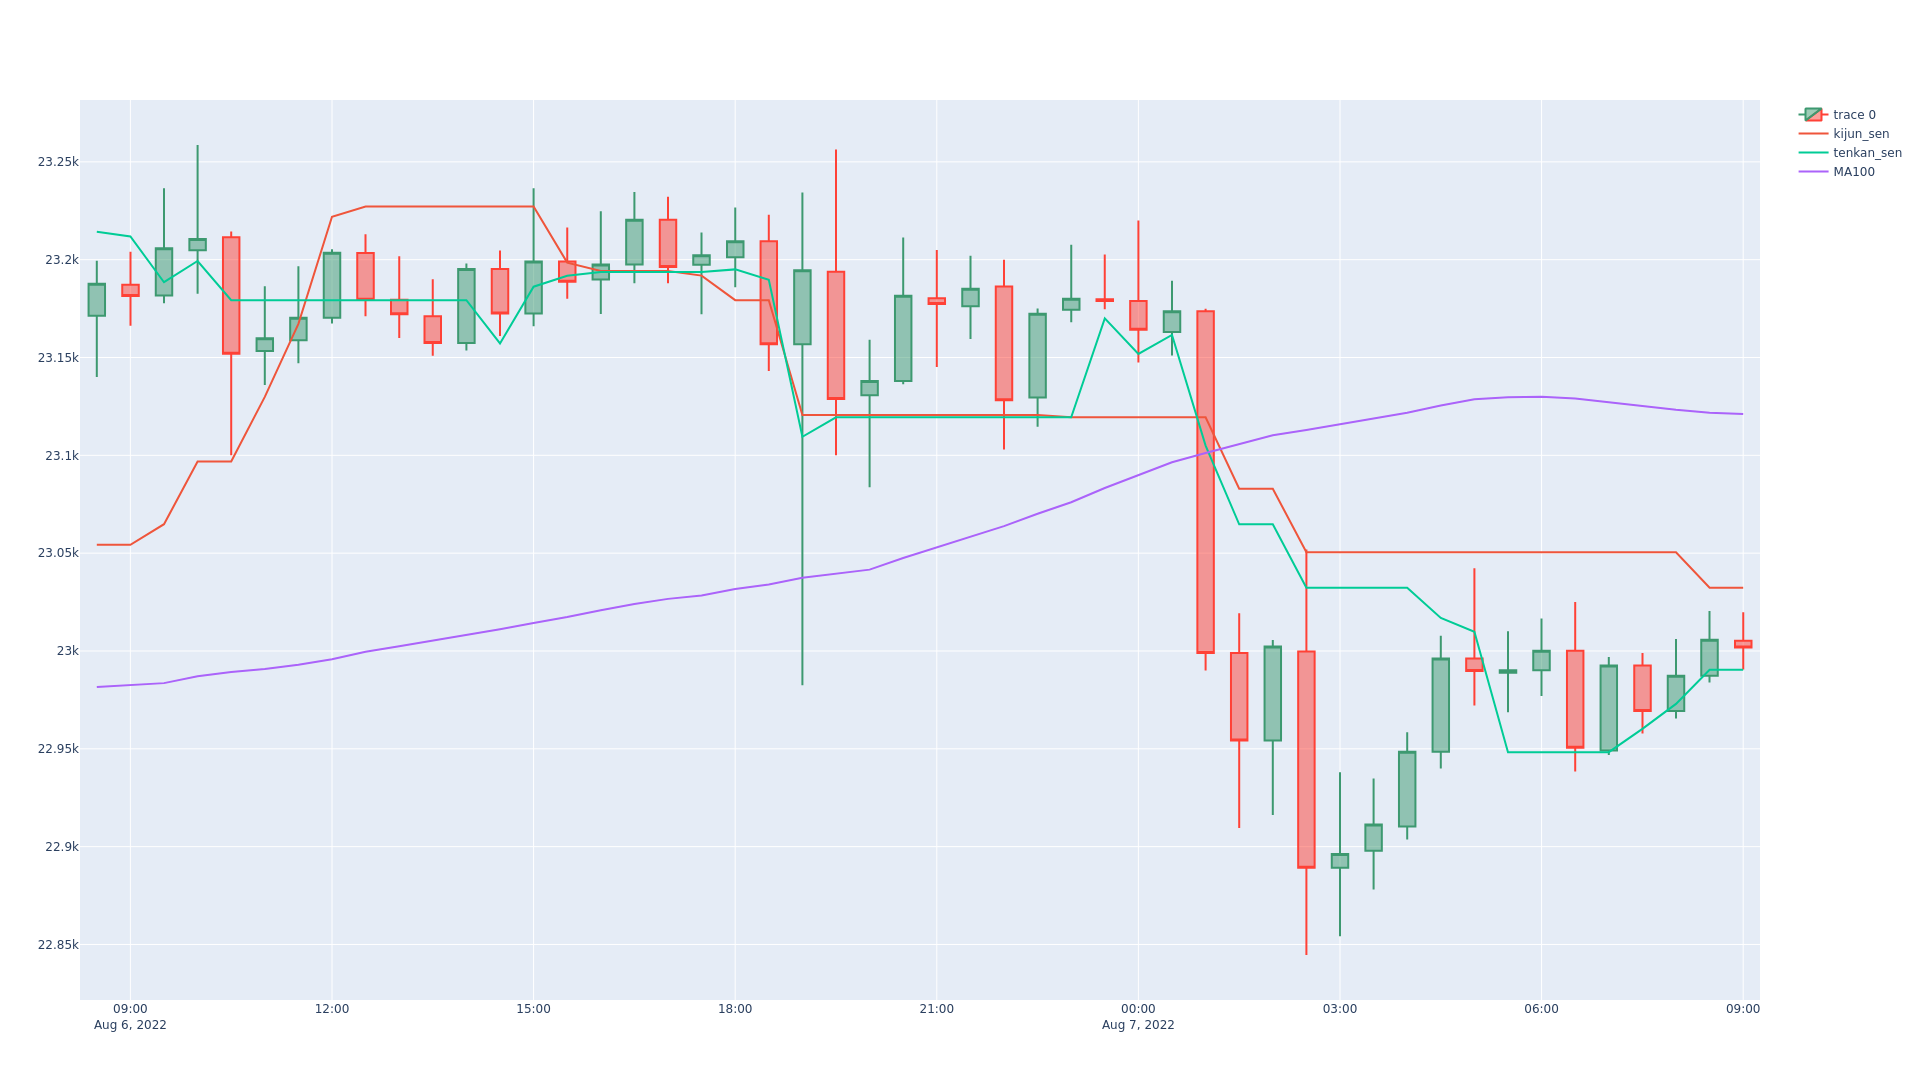 trace 0
kijun_sen
tenkan_sen
MA100
23.25k
23.2k
23.15k
23.1k
23.05k
23k
22.95k
22.9k
22.85k
09:00 12:00 15:00 18:00 21:00 00:00 03:00 06:00 09:00
Aug 6, 2022 Aug 7, 2022